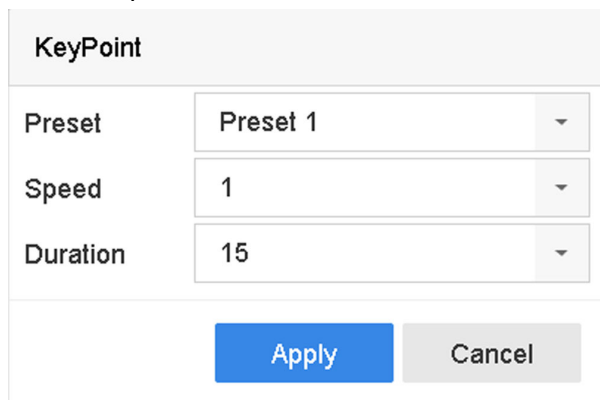 KeyPoint
Preset Preset 1
Speed 1
Duration 15
Apply Cancel